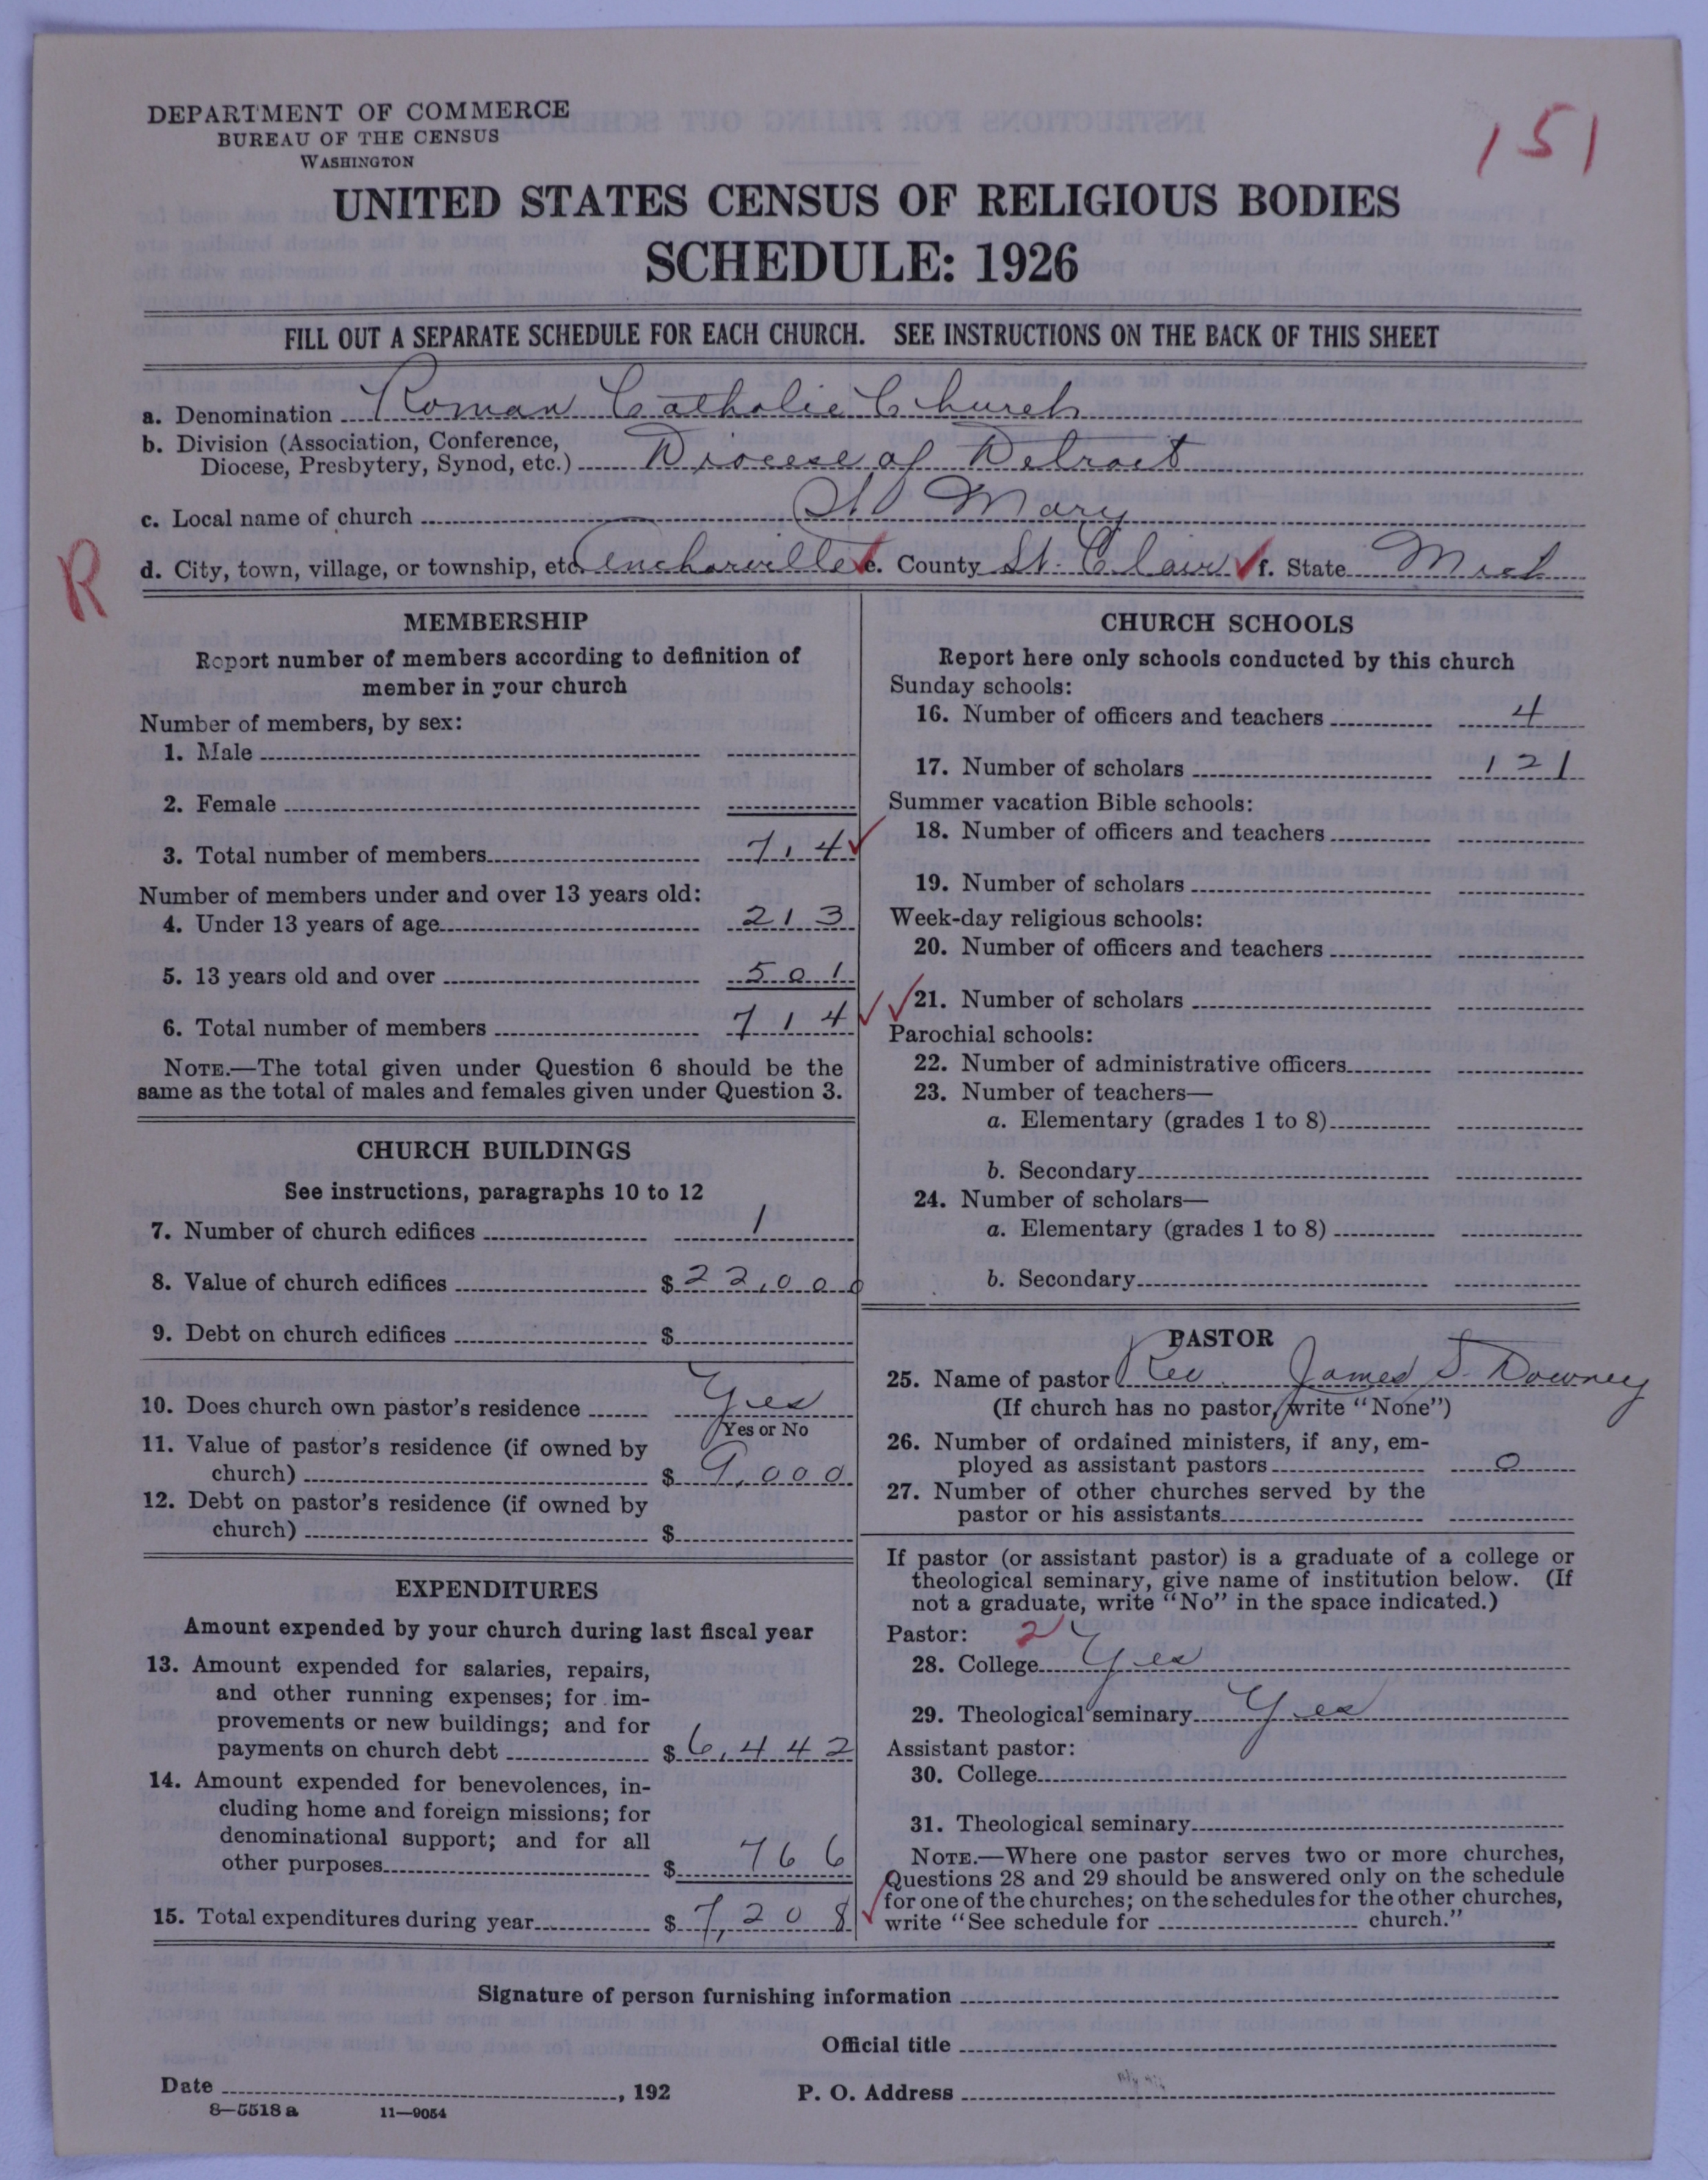 DEPARTMENT OF COMMERCE
BUREAU OF THE CENSUS
WASHINGTON
151
UNITED STATES CENSUS OF RELIGIOUS BODIES
SCHEDULE: 1926
FILL OUT A SEPARATE SCHEDULE FOR EACH CHURCH. SEE INSTRUCTIONS ON THE BACK OF THIS SHEET
a. Denomination Roman Catholic Church
b. Division (Association, Conference,
Diocese, Presbytery, Synod, etc.) Diocese of Detroit
c. Local name of church St Mary
R
d. City, town, village, or township, etc. Anchorville e. County St. Clair f. State Mich
MEMBERSHIP
Report number of members according to definition of
member in your church
Number of members, by sex:
1. Male
2. Female
3. Total number of members 714
Number of members under and over 13 years old:
4. Under 13 years of age 213
5. 13 years old and over 501
6. Total number of members 714
NOTE.—The total given under Question 6 should be the
same as the total of males and females given under Question 3.
CHURCH BUILDINGS
See instructions, paragraphs 10 to 12
7. Number of church edifices 1
8. Value of church edifices $ 22,000
9. Debt on church edifices $
10. Does church own pastor's residence Yes
Yes or No
11. Value of pastor's residence (if owned by
church) $ 9,000
12. Debt on pastor's residence (if owned by
church) $
EXPENDITURES
Amount expended by your church during last fiscal year
13. Amount expended for salaries, repairs,
and other running expenses; for im-
provements or new buildings; and for
payments on church debt $ 6,442
14. Amount expended for benevolences, in-
cluding home and foreign missions; for
denominational support; and for all
other purposes $ 766
15. Total expenditures during year $ 7,208
CHURCH SCHOOLS
Report here only schools conducted by this church
Sunday schools:
16. Number of officers and teachers 4
17. Number of scholars 121
Summer vacation Bible schools:
18. Number of officers and teachers
19. Number of scholars
Week-day religious schools:
20. Number of officers and teachers
21. Number of scholars
Parochial schools:
22. Number of administrative officers
23. Number of teachers—
a. Elementary (grades 1 to 8)
b. Secondary
24. Number of scholars—
a. Elementary (grades 1 to 8)
b. Secondary
PASTOR
25. Name of pastor Rev. James S. Downey
(If church has no pastor, write "None")
26. Number of ordained ministers, if any, em-
ployed as assistant pastors 0
27. Number of other churches served by the
pastor or his assistants
If pastor (or assistant pastor) is a graduate of a college or
theological seminary, give name of institution below. (If
not a graduate, write "No" in the space indicated.)
Pastor: 2
28. College Yes
29. Theological seminary Yes
Assistant pastor:
30. College
31. Theological seminary
NOTE.—Where one pastor serves two or more churches,
Questions 28 and 29 should be answered only on the schedule
for one of the churches; on the schedules for the other churches,
write "See schedule for church."
Signature of person furnishing information
Official title
Date , 192 P. O. Address
8—5518 a 11—9054